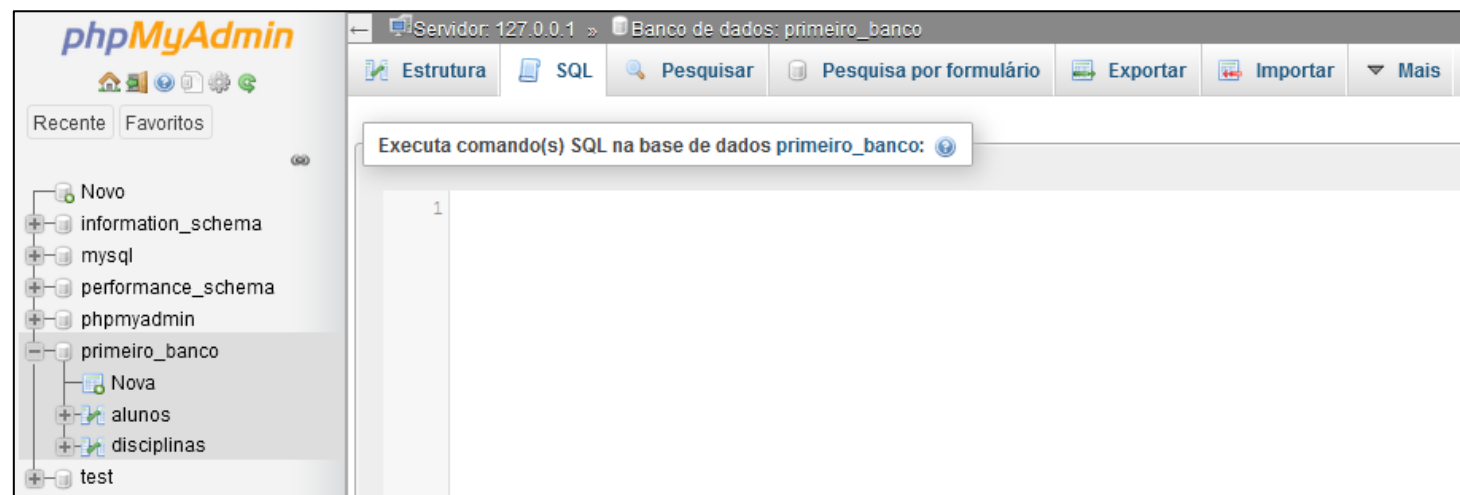 phpMyAdmin
Recente Favoritos
Novo
information_schema
mysql
performance_schema
phpmyadmin
primeiro_banco
Nova
alunos
disciplinas
test
← Servidor: 127.0.0.1 » Banco de dados: primeiro_banco
Estrutura SQL Pesquisar Pesquisa por formulário Exportar Importar Mais
Executa comando(s) SQL na base de dados primeiro_banco:
1